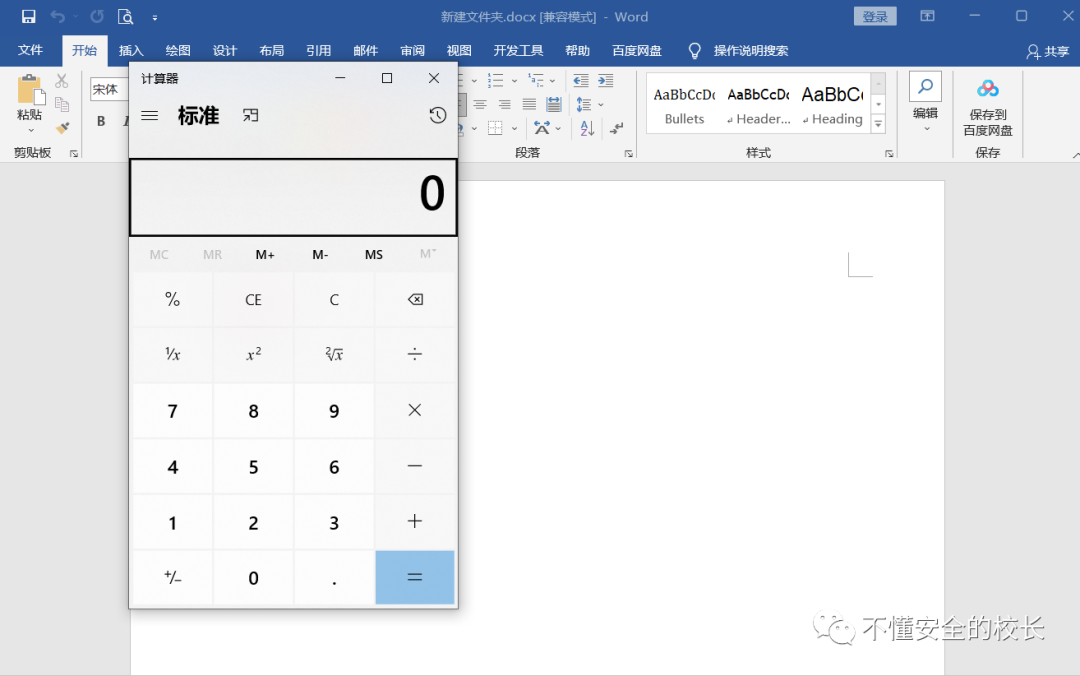 新建文件夹.docx [兼容模式] - Word
登录
文件 开始 插入 绘图 设计 布局 引用 邮件 审阅 视图 开发工具 帮助 百度网盘 操作说明搜索 共享
粘贴
剪贴板
宋体
B I
段落
AaBbCcDc AaBbCcDc AaBbC
Bullets Header... Heading
样式
编辑
保存到
百度网盘
保存
计算器
标准
0
MC MR M+ M- MS M˅
% CE C
¹/x x² ²√x ÷
7 8 9 ×
4 5 6 −
1 2 3 +
+/− 0 . =
不懂安全的校长